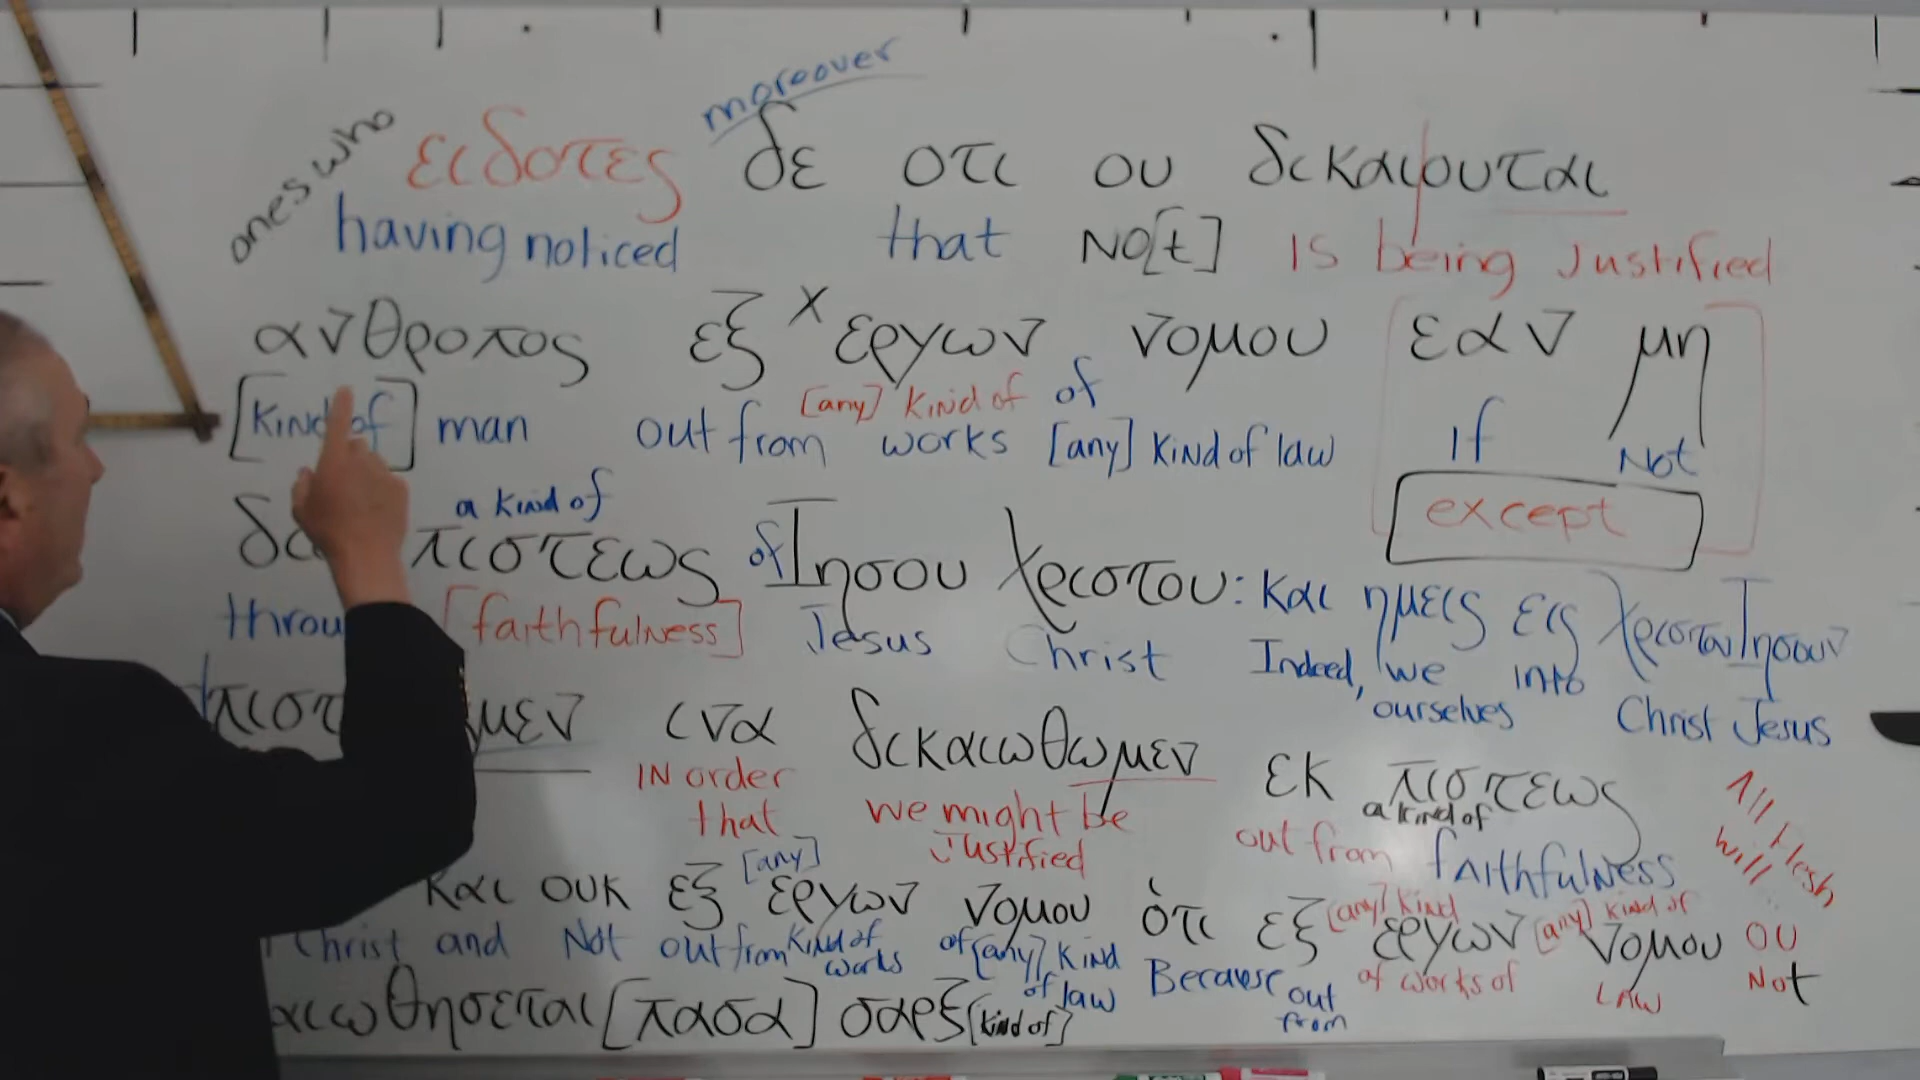 moreover
ones who ειδοτες δε οτι ου δικαιουται
having noticed that NO[t] is being Justified
ανθροπος εξ x εργων νομου εαν μη
[any] kind of of
[Kind of] man out from works [any] Kind of law If Not
a kind of except
πιστεως of Ιησου Χριστου: και ημεις εις Χριστον Ιησουν
[faithfulness] Jesus Christ Indeed, we into
ourselves Christ Jesus
μεν ινα δικαιωθωμεν εκ πιστεως
IN order we might be a kind of All flesh
that Justified out from faithfulness will
[any]
και ουκ εξ εργων νομου ὁτι εξ [any] kind εργων [any] kind of νομου ου
Christ and Not out from Kind of of [any] Kind Because out of works of LAW Not
works of law from
αιωθησεται [πασα] σαρξ [kind of]